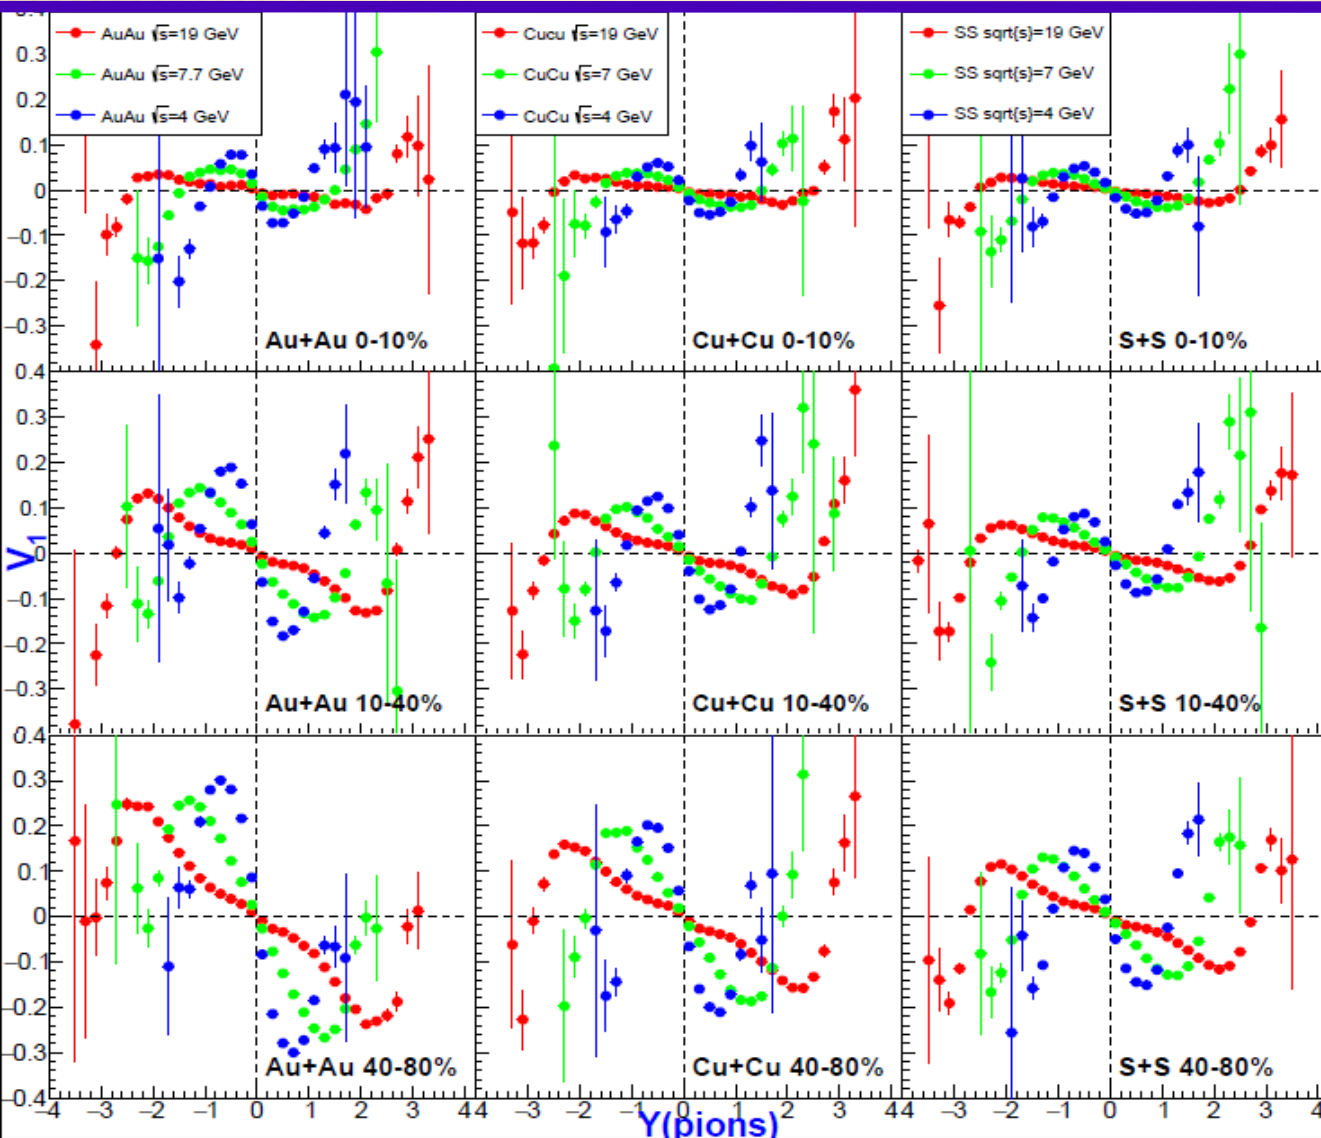 0.4
AuAu √s=19 GeV
AuAu √s=7.7 GeV
AuAu √s=4 GeV
Cucu √s=19 GeV
CuCu √s=7 GeV
CuCu √s=4 GeV
SS sqrt{s}=19 GeV
SS sqrt{s}=7 GeV
SS sqrt{s}=4 GeV
0.3
0.2
0.1
0
−0.1
−0.2
−0.3
Au+Au 0-10%
Cu+Cu 0-10%
S+S 0-10%
0.4
0.3
0.2
0.1
0
−0.1
−0.2
−0.3
V1
Au+Au 10-40%
Cu+Cu 10-40%
S+S 10-40%
0.4
0.3
0.2
0.1
0
−0.1
−0.2
−0.3
−0.4
Au+Au 40-80%
Cu+Cu 40-80%
S+S 40-80%
−4 −3 −2 −1 0 1 2 3 4 4 −3 −2 −1 0 1 2 3 4 4 −3 −2 −1 0 1 2 3 4
Y(pions)